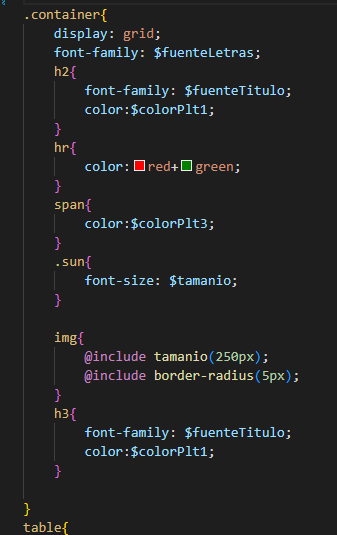 .container{
display: grid;
font-family: $fuenteLetras;
h2{
font-family: $fuenteTitulo;
color:$colorPlt1;
}
hr{
color:red+green;
}
span{
color:$colorPlt3;
}
.sun{
font-size: $tamanio;
}
img{
@include tamanio(250px);
@include border-radius(5px);
}
h3{
font-family: $fuenteTitulo;
color:$colorPlt1;
}
}
table{